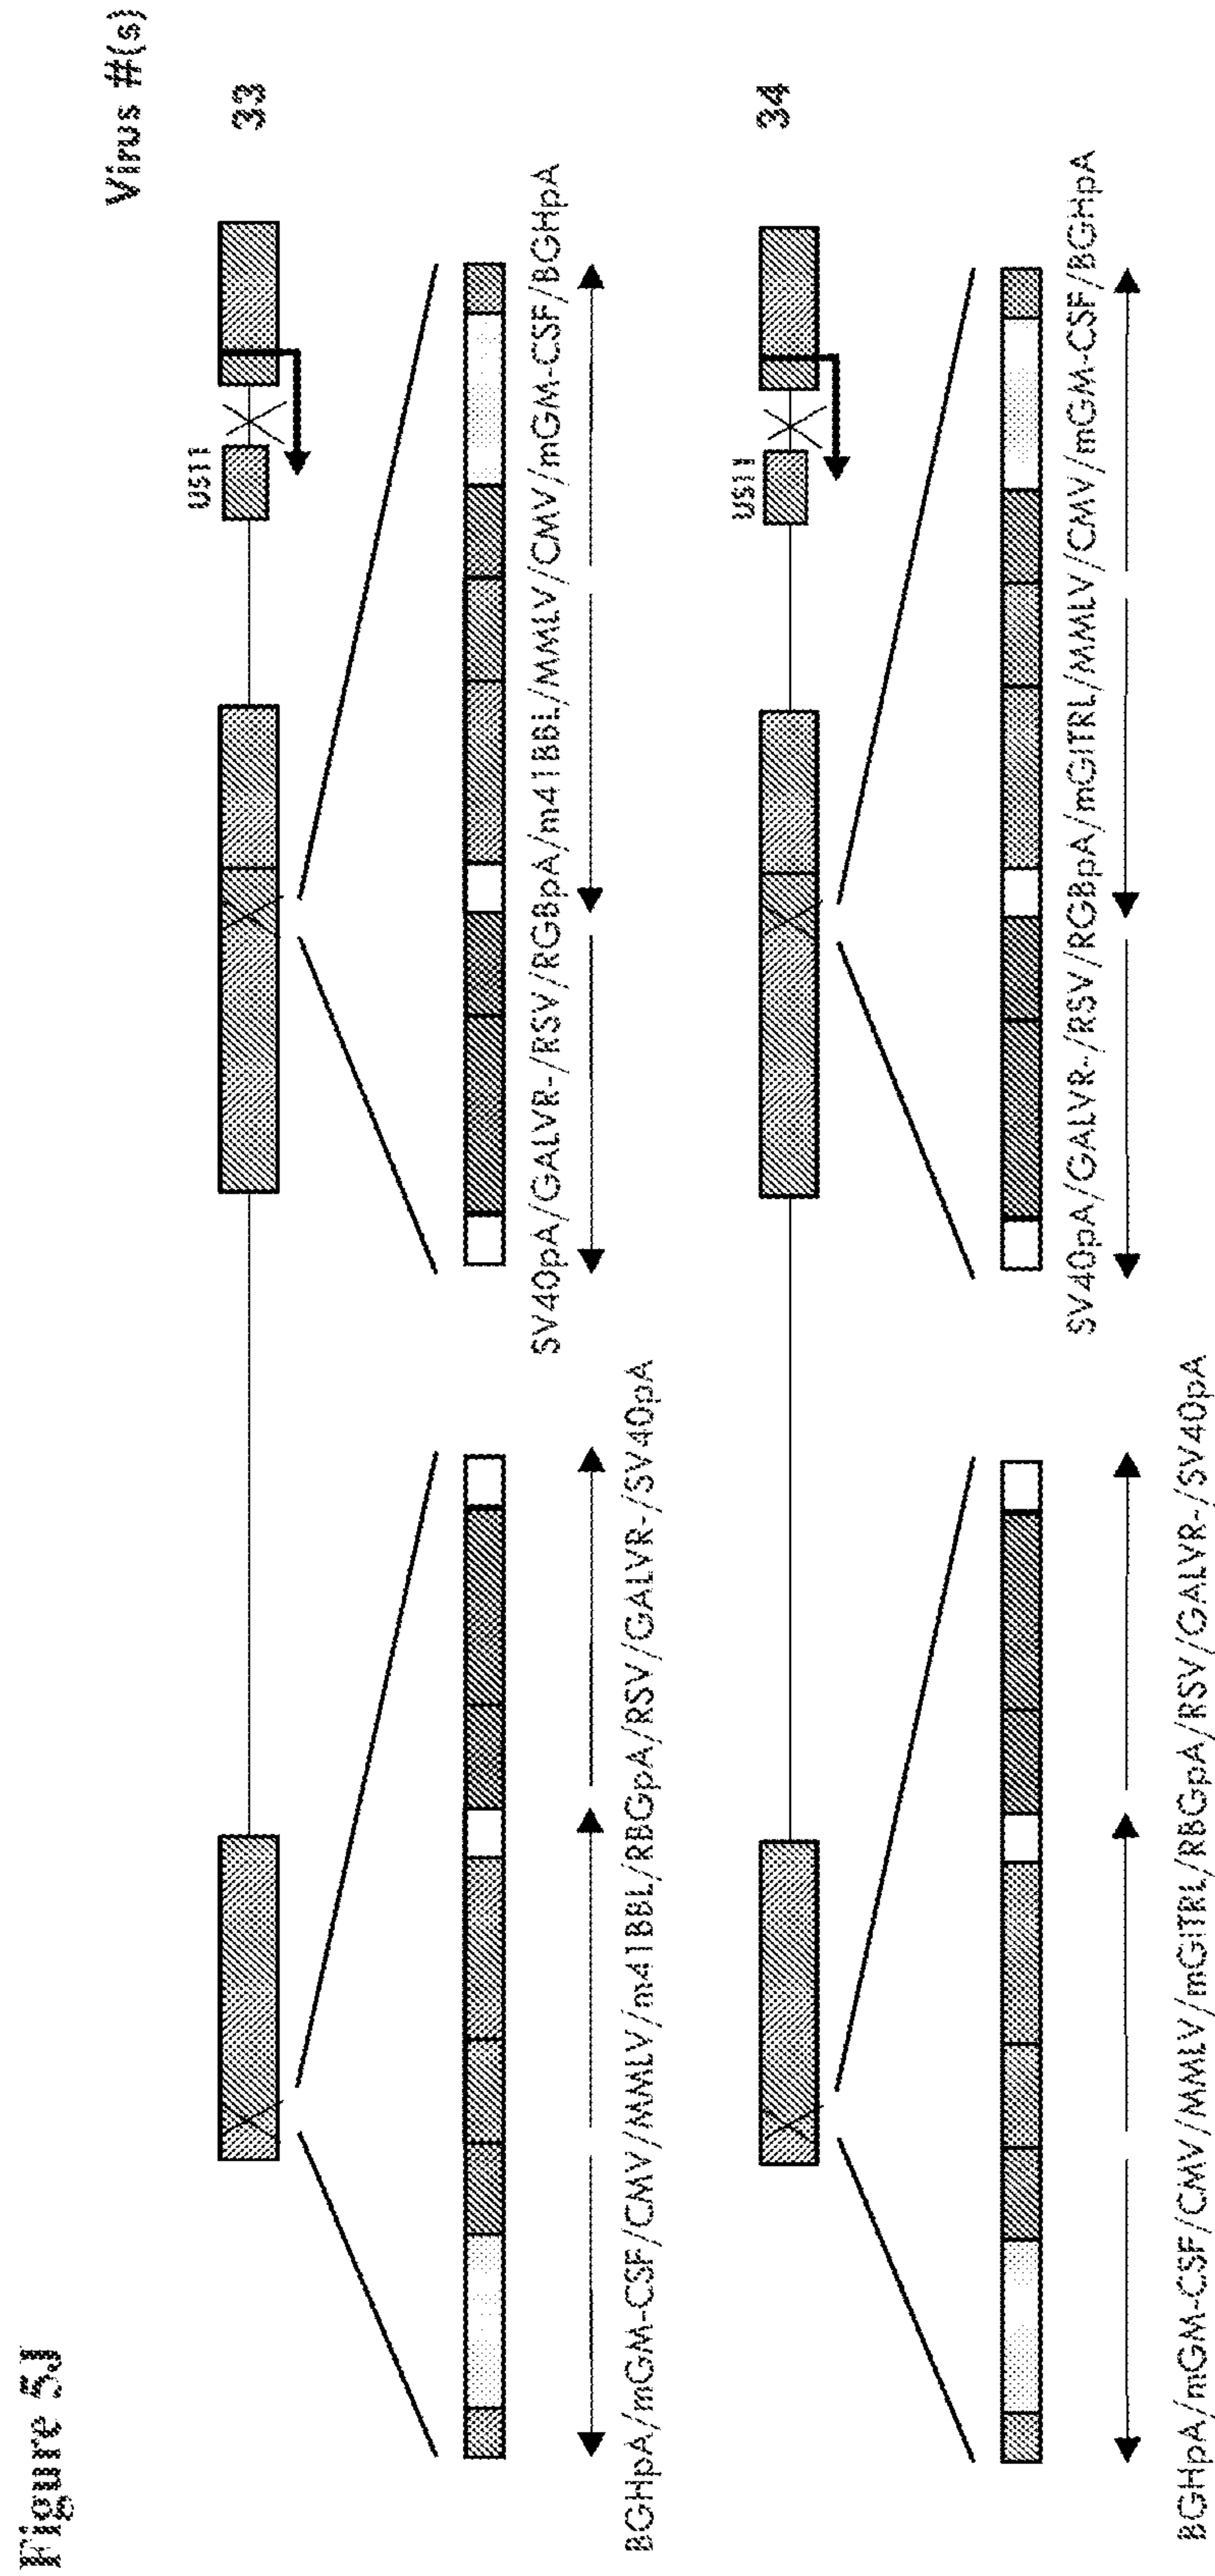 Figure 5J
Virus #(s)
33
US11
SV40pA/GALVR-/RSV/RGBpA/m41BBL/MMLV/CMV/mGM-CSF/BGHpA
BGHpA/mGM-CSF/CMV/MMLV/m41BBL/RBGpA/RSV/GALVR-/SV40pA
34
US11
SV40pA/GALVR-/RSV/RGBpA/mGITRL/MMLV/CMV/mGM-CSF/BGHpA
BGHpA/mGM-CSF/CMV/MMLV/mGITRL/RBGpA/RSV/GALVR-/SV40pA